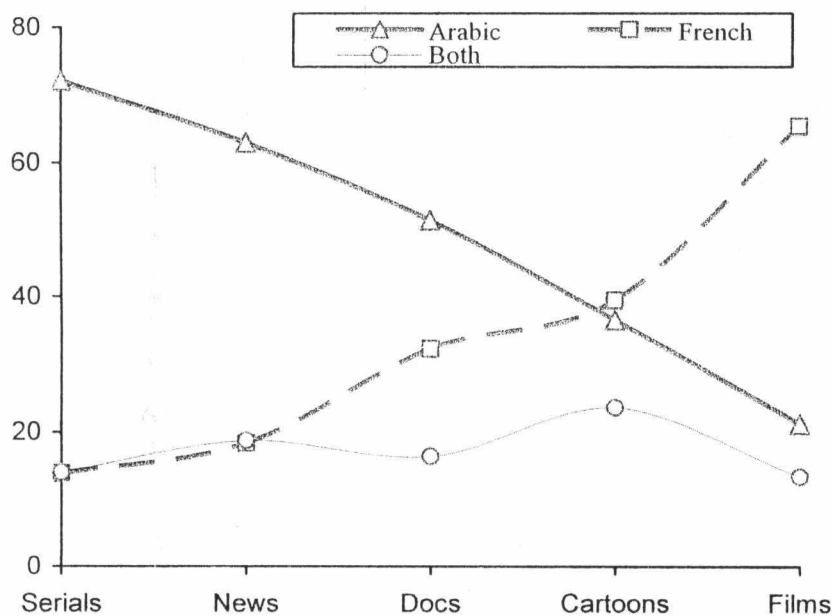 80
60
40
20
0
Arabic
French
Both
Serials
News
Docs
Cartoons
Films